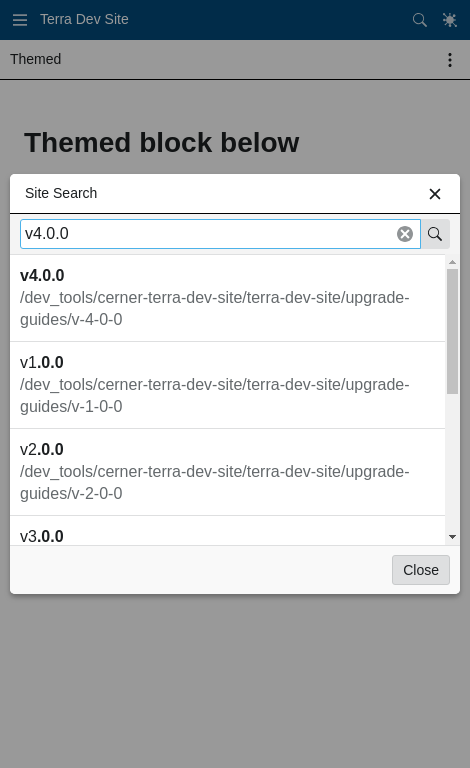 Terra Dev Site
Themed
Themed block below
Site Search
v4.0.0
v4.0.0
/dev_tools/cerner-terra-dev-site/terra-dev-site/upgrade-
guides/v-4-0-0
v1.0.0
/dev_tools/cerner-terra-dev-site/terra-dev-site/upgrade-
guides/v-1-0-0
v2.0.0
/dev_tools/cerner-terra-dev-site/terra-dev-site/upgrade-
guides/v-2-0-0
v3.0.0
Close